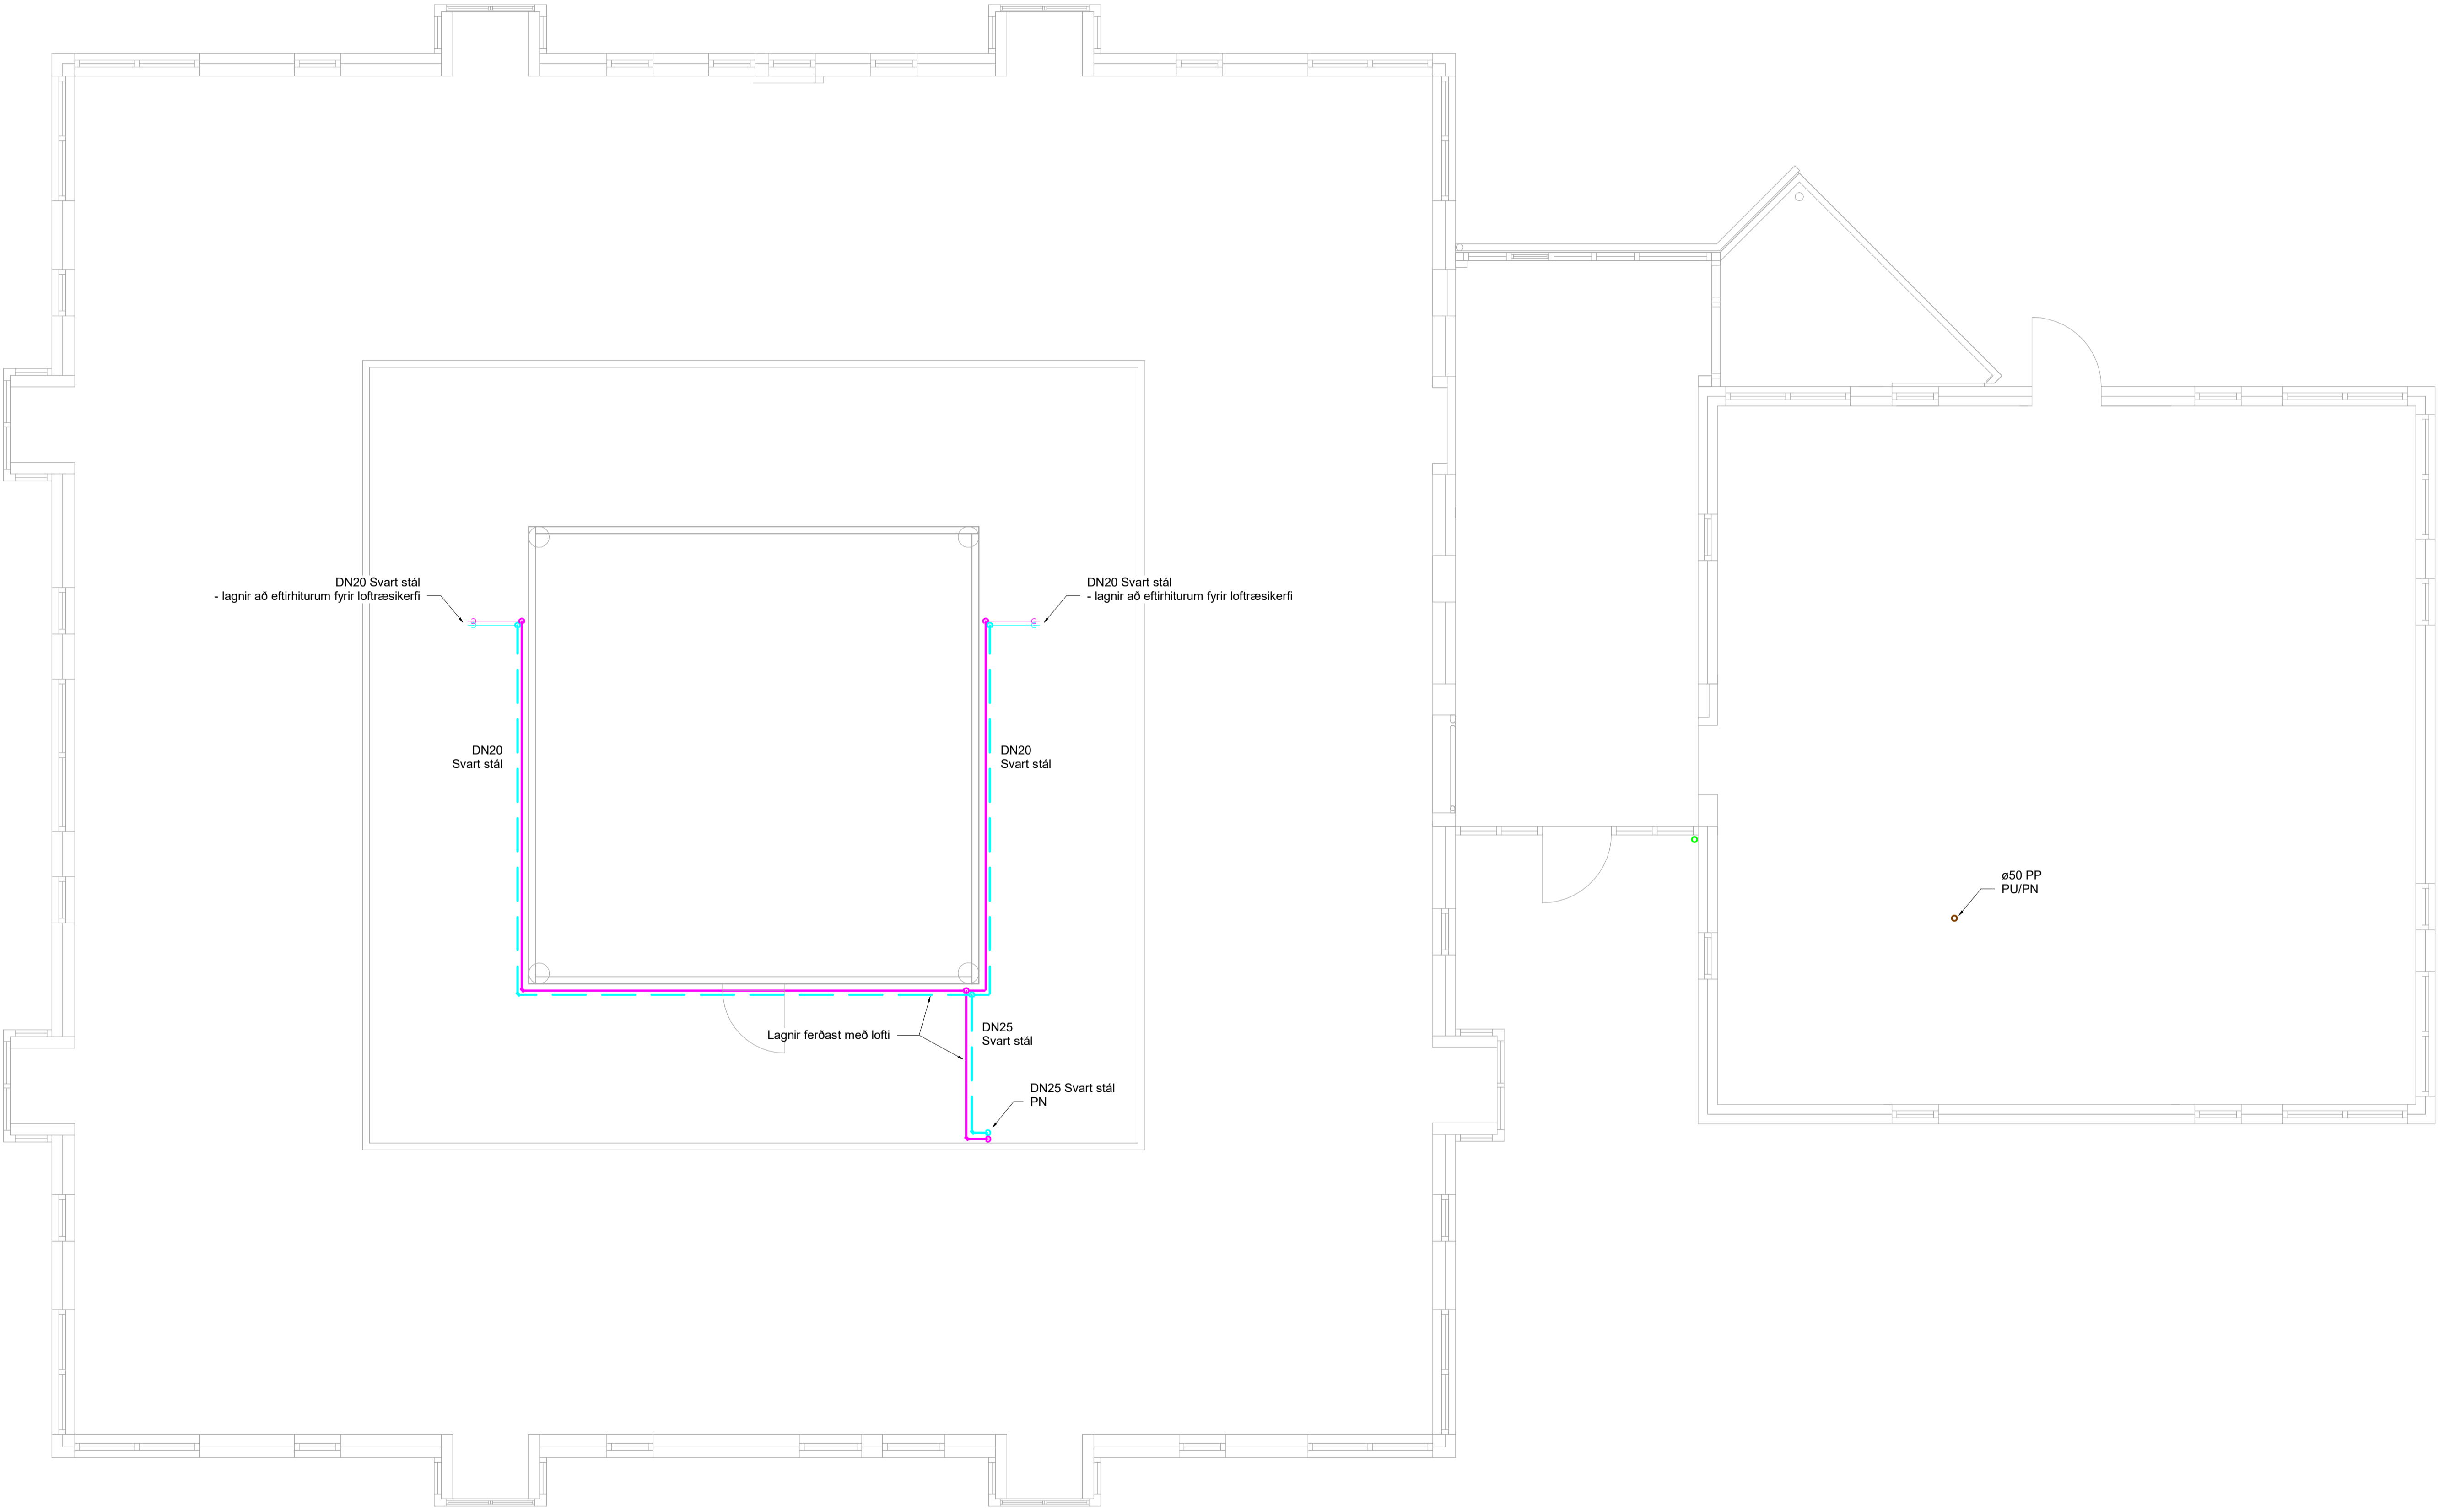 DN20 Svart stál
- lagnir að eftirhiturum fyrir loftræsikerfi
DN20 Svart stál
- lagnir að eftirhiturum fyrir loftræsikerfi
DN20
Svart stál
DN20
Svart stál
ø50 PP
PU/PN
Lagnir ferðast með lofti
DN25
Svart stál
DN25 Svart stál
PN